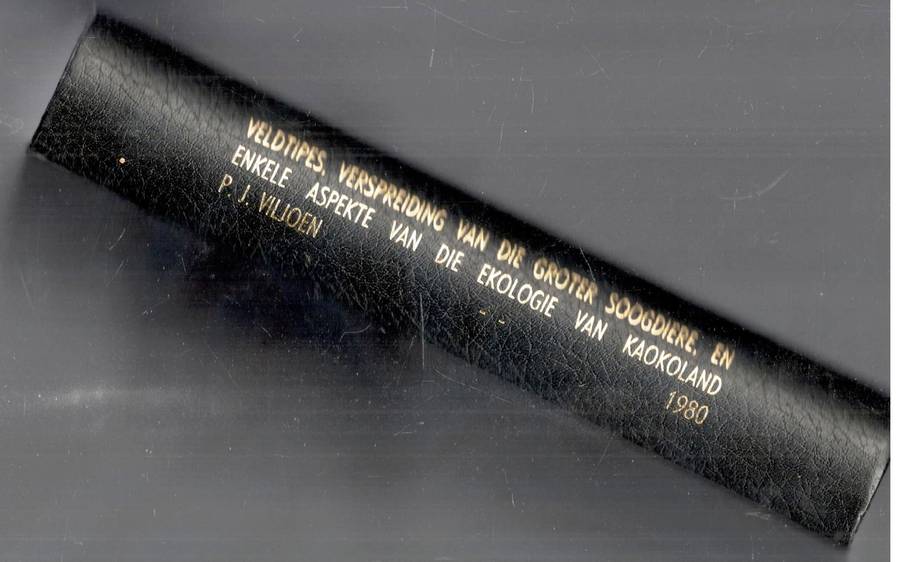 VELDTIPES, VERSPREIDING VAN DIE GROTER SOOGDIERE, EN
ENKELE ASPEKTE VAN DIE EKOLOGIE VAN KAOKOLAND
P. J. VILJOEN 1980